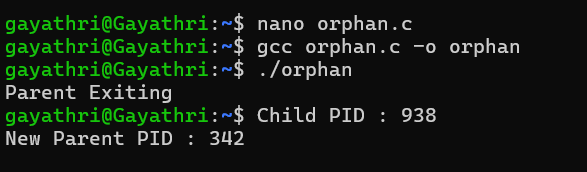 gayathri@Gayathri:~$ nano orphan.c
gayathri@Gayathri:~$ gcc orphan.c -o orphan
gayathri@Gayathri:~$ ./orphan
Parent Exiting
gayathri@Gayathri:~$ Child PID : 938
New Parent PID : 342